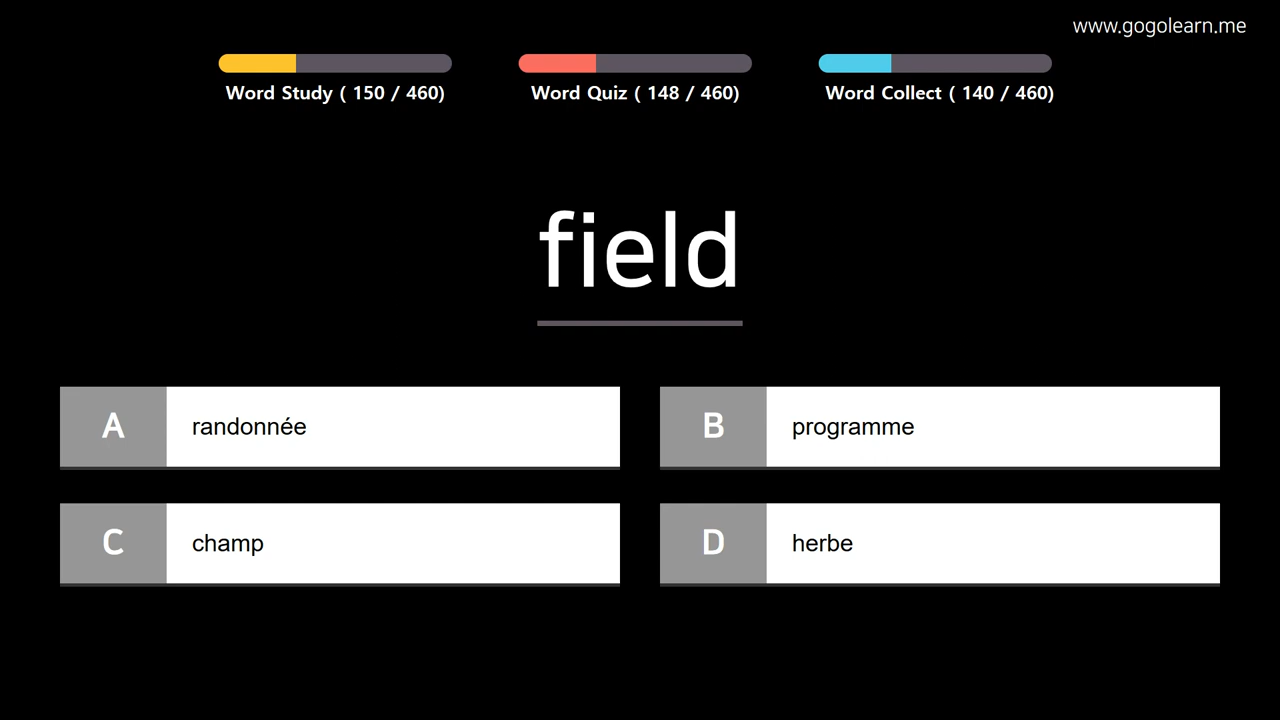 www.gogolearn.me
Word Study ( 150 / 460)
Word Quiz ( 148 / 460)
Word Collect ( 140 / 460)
field
A randonnée
B programme
C champ
D herbe